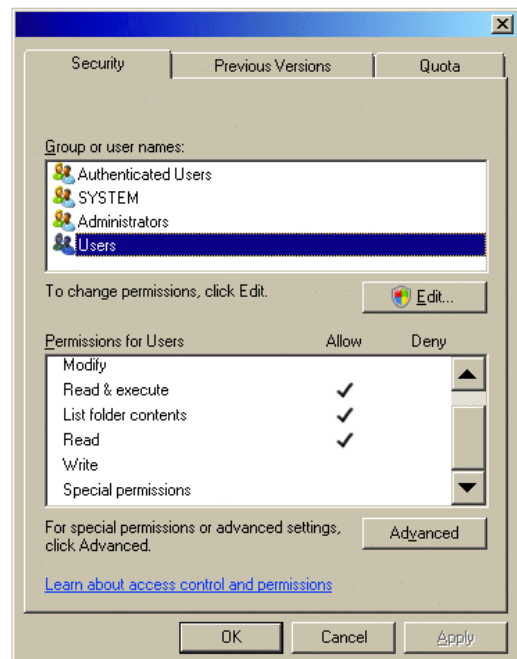 Security Previous Versions Quota
Group or user names:
Authenticated Users
SYSTEM
Administrators
Users
To change permissions, click Edit.
Edit...
Permissions for Users Allow Deny
Modify
Read & execute
List folder contents
Read
Write
Special permissions
For special permissions or advanced settings,
click Advanced.
Advanced
Learn about access control and permissions
OK Cancel Apply